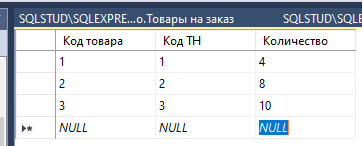 SQLSTUD\SQLEXPRE...о.Товары на заказ SQLSTUD\SQLEXPRES
Код товара Код ТН Количество
1 1 4
2 2 8
3 3 10
NULL NULL NULL